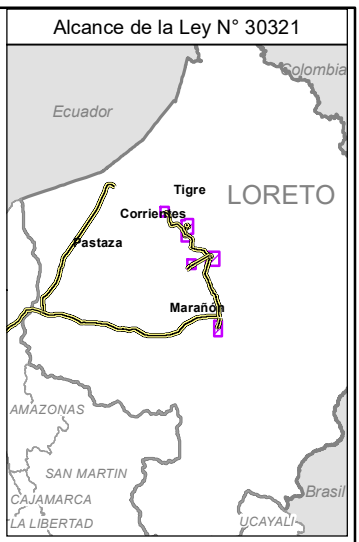 Alcance de la Ley N° 30321
Colombia
Ecuador
Tigre
LORETO
Corrientes
Pastaza
Marañón
AMAZONAS
SAN MARTIN
CAJAMARCA
Brasil
LA LIBERTAD
UCAYALI